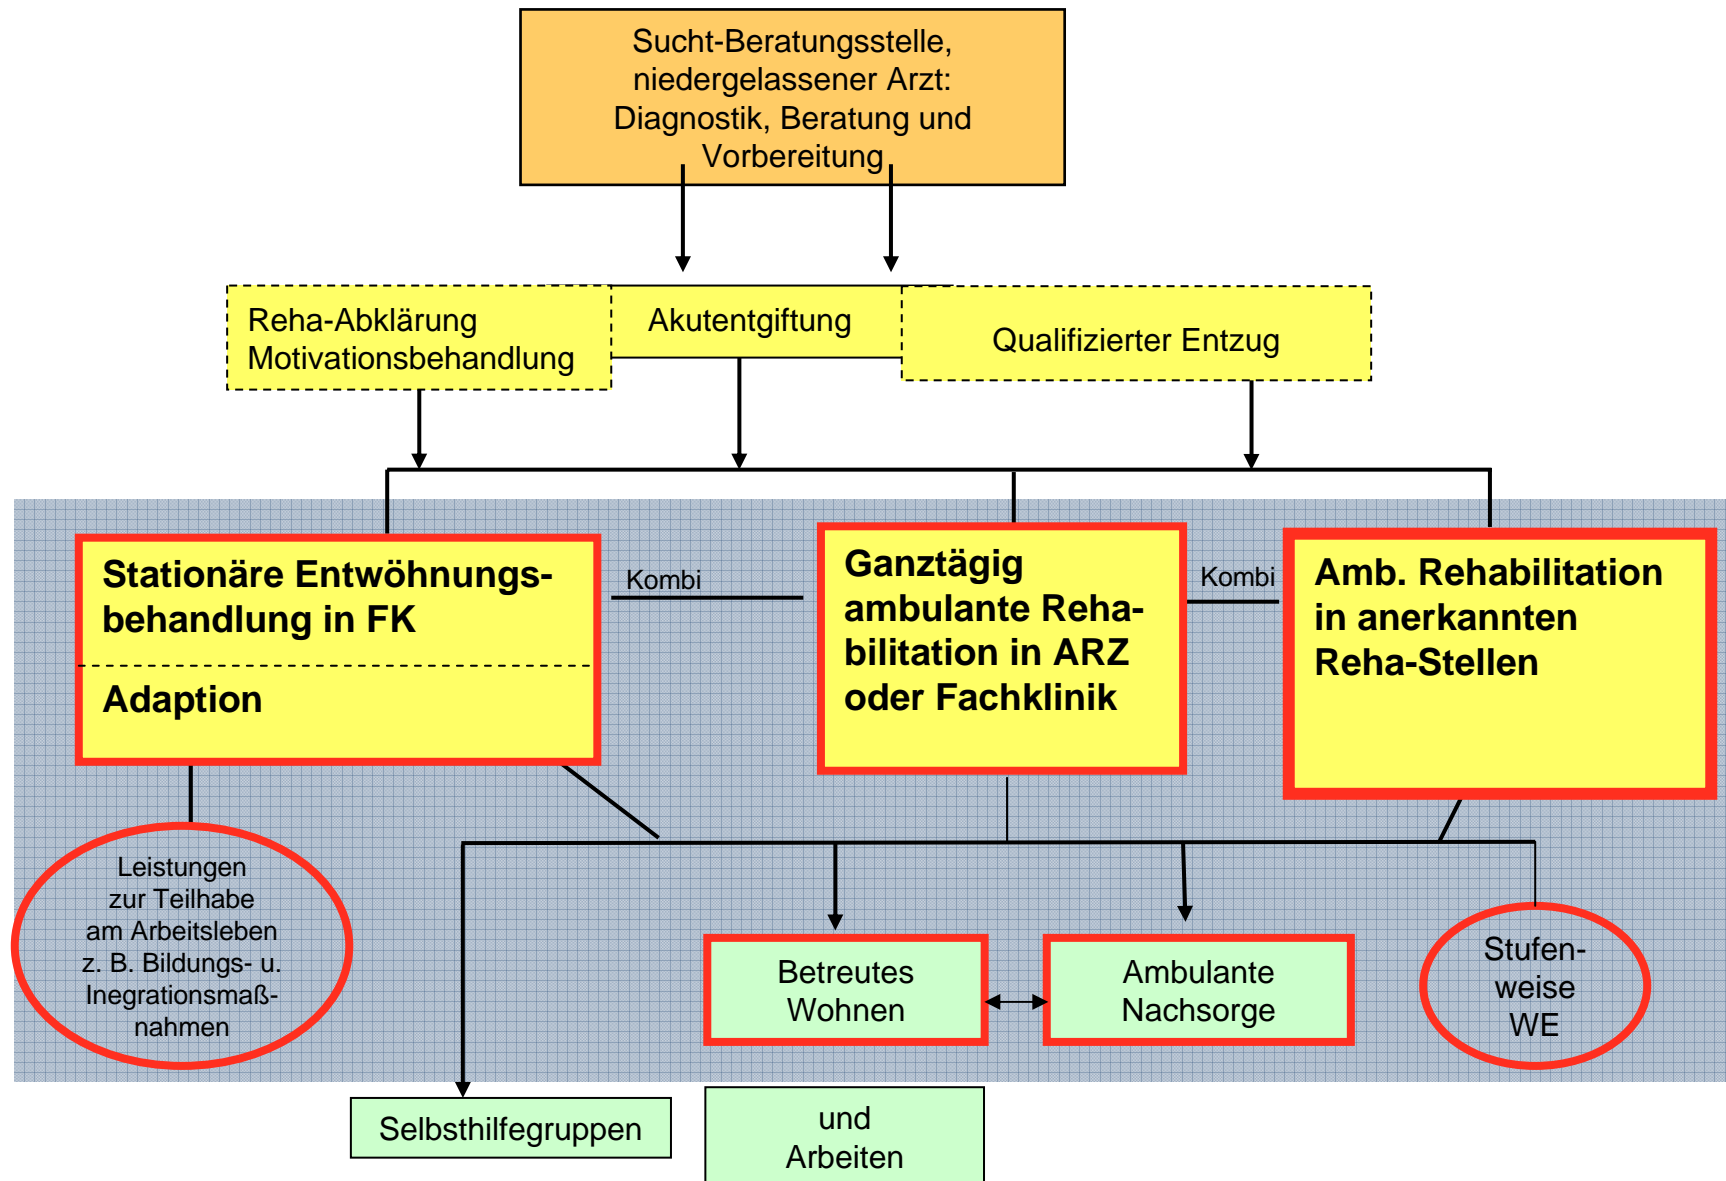 Sucht-Beratungsstelle,
niedergelassener Arzt:
Diagnostik, Beratung und
Vorbereitung
Reha-Abklärung
Motivationsbehandlung
Akutentgiftung
Qualifizierter Entzug
Stationäre Entwöhnungs-
behandlung in FK
Adaption
Kombi
Ganztägig
ambulante Reha-
bilitation in ARZ
oder Fachklinik
Kombi
Amb. Rehabilitation
in anerkannten
Reha-Stellen
Leistungen
zur Teilhabe
am Arbeitsleben
z. B. Bildungs- u.
Inegrationsmaß-
nahmen
Betreutes
Wohnen
Ambulante
Nachsorge
Stufen-
weise
WE
Selbsthilfegruppen
und
Arbeiten